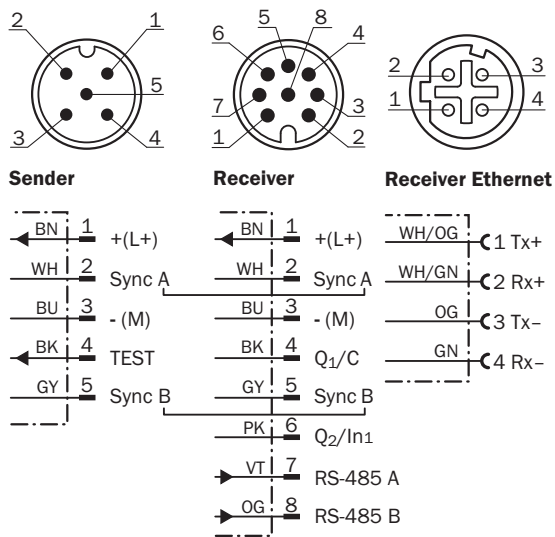 2 1
5
3 4
5 8
6 4
7 3
1 2
2 3
1 4
Sender
BN 1 +(L+)
WH 2 Sync A
BU 3 - (M)
BK 4 TEST
GY 5 Sync B
Receiver
BN 1 +(L+)
WH 2 Sync A
BU 3 - (M)
BK 4 Q1/C
GY 5 Sync B
PK 6 Q2/In1
VT 7 RS-485 A
OG 8 RS-485 B
Receiver Ethernet
WH/OG 1 Tx+
WH/GN 2 Rx+
OG 3 Tx–
GN 4 Rx–